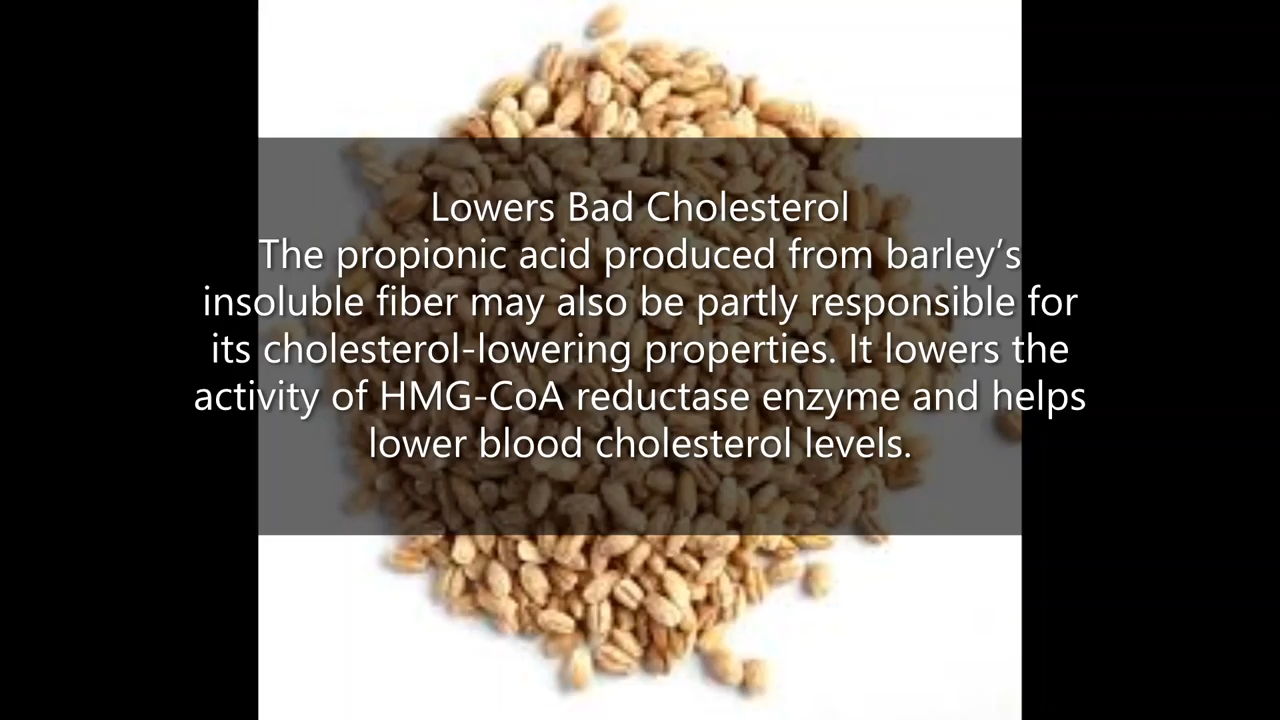 Lowers Bad Cholesterol
The propionic acid produced from barley’s
insoluble fiber may also be partly responsible for
its cholesterol-lowering properties. It lowers the
activity of HMG-CoA reductase enzyme and helps
lower blood cholesterol levels.